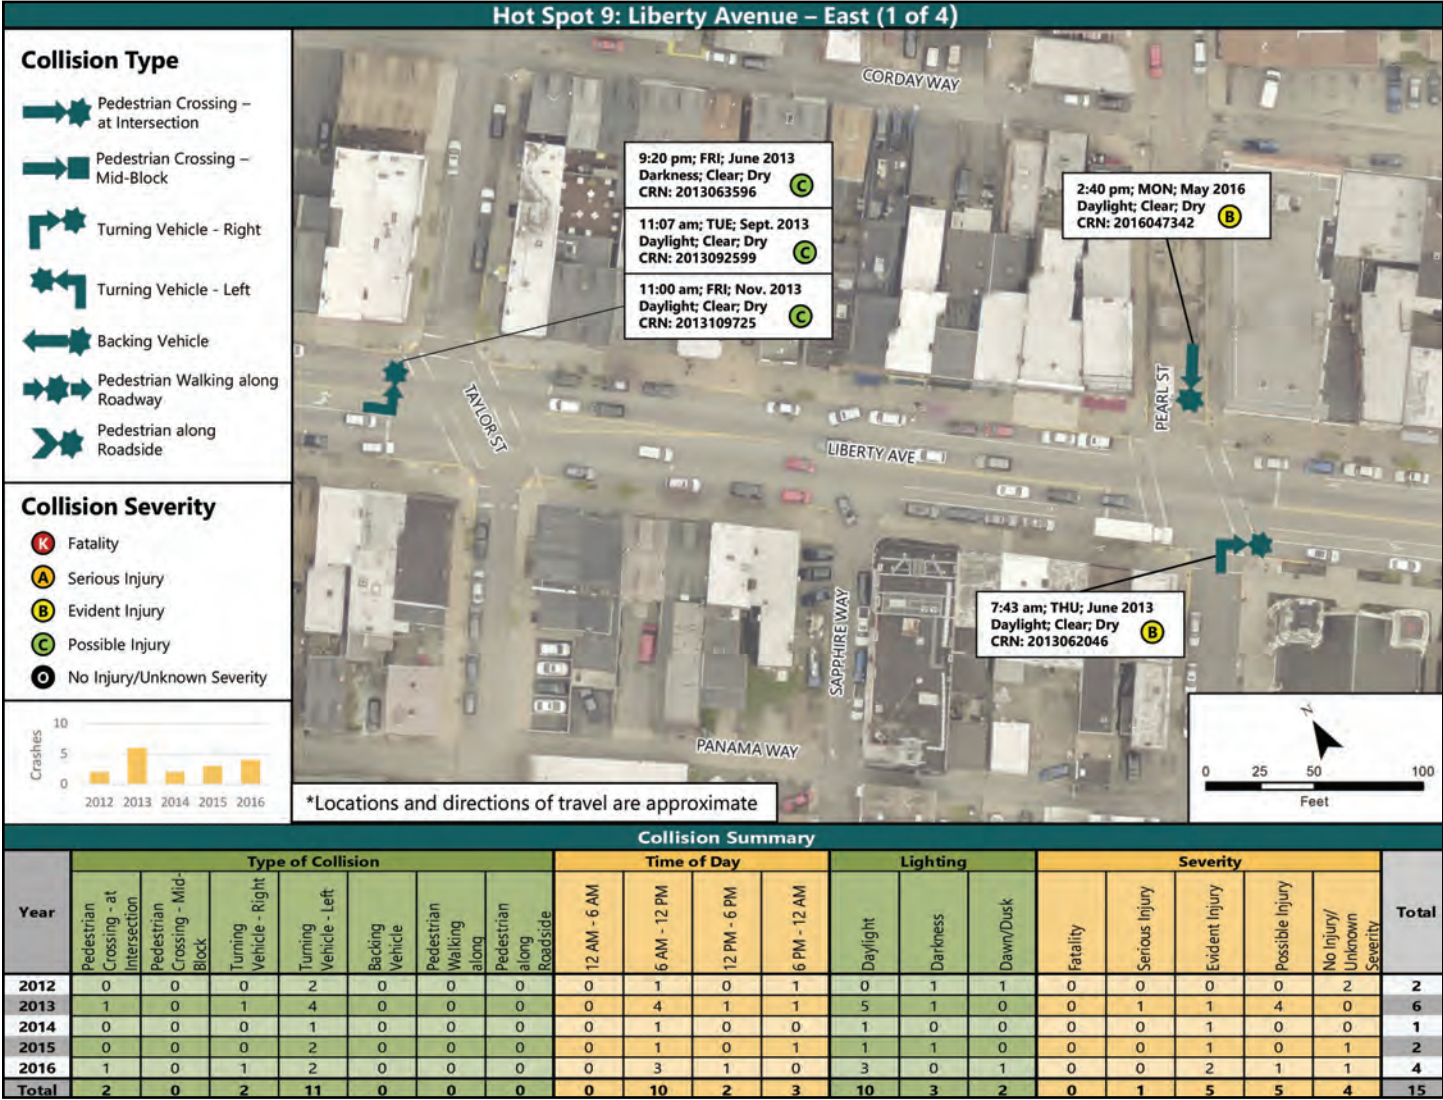 Hot Spot 9: Liberty Avenue – East (1 of 4)
Collision Type
Pedestrian Crossing –
at Intersection
Pedestrian Crossing –
Mid-Block
Turning Vehicle - Right
Turning Vehicle - Left
Backing Vehicle
Pedestrian Walking along
Roadway
Pedestrian along
Roadside
Collision Severity
K Fatality
A Serious Injury
B Evident Injury
C Possible Injury
O No Injury/Unknown Severity
Crashes
10
5
0
2012 2013 2014 2015 2016
CORDAY WAY
9:20 pm; FRI; June 2013
Darkness; Clear; Dry
CRN: 2013063596 C
11:07 am; TUE; Sept. 2013
Daylight; Clear; Dry
CRN: 2013092599 C
11:00 am; FRI; Nov. 2013
Daylight; Clear; Dry
CRN: 2013109725 C
2:40 pm; MON; May 2016
Daylight; Clear; Dry
CRN: 2016047342 B
TAYLOR ST
PEARL ST
LIBERTY AVE
7:43 am; THU; June 2013
Daylight; Clear; Dry
CRN: 2013062046 B
SAPPHIRE WAY
PANAMA WAY
N
0 25 50 100
Feet
*Locations and directions of travel are approximate
Collision Summary
Year Type of Collision Time of Day Lighting Severity Total
Pedestrian Crossing - at Intersection
Pedestrian Crossing - Mid-Block
Turning Vehicle - Right
Turning Vehicle - Left
Backing Vehicle
Pedestrian Walking along
Pedestrian along Roadside
12 AM - 6 AM
6 AM - 12 PM
12 PM - 6 PM
6 PM - 12 AM
Daylight
Darkness
Dawn/Dusk
Fatality
Serious Injury
Evident Injury
Possible Injury
No Injury/ Unknown Severity
2012 0 0 0 2 0 0 0 0 1 0 1 0 1 1 0 0 0 0 2 2
2013 1 0 1 4 0 0 0 0 4 1 1 5 1 0 0 1 1 4 0 6
2014 0 0 0 1 0 0 0 0 1 0 0 1 0 0 0 0 1 0 0 1
2015 0 0 0 2 0 0 0 0 1 0 1 1 1 0 0 0 1 0 1 2
2016 1 0 1 2 0 0 0 0 3 1 0 3 0 1 0 0 2 1 1 4
Total 2 0 2 11 0 0 0 0 10 2 3 10 3 2 0 1 5 5 4 15